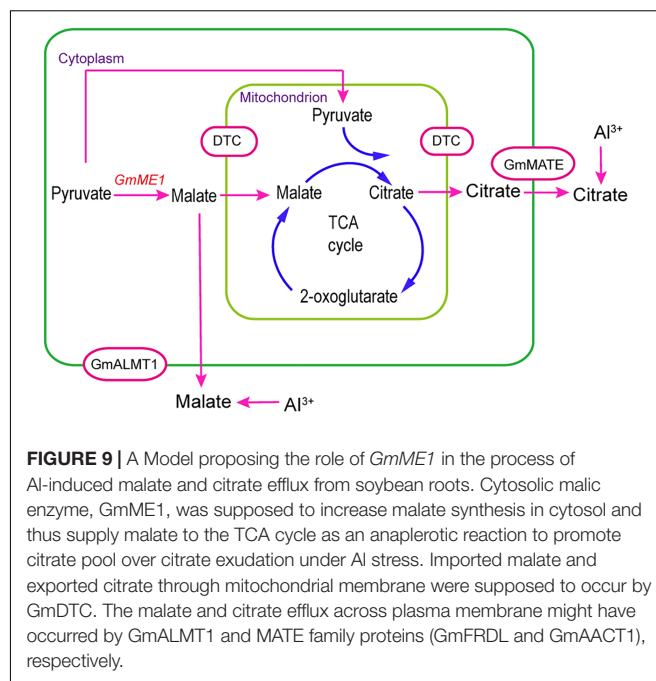 Cytoplasm
Mitochondrion
Pyruvate
DTC
DTC
Al³⁺
GmMATE
Pyruvate
GmME1
Malate
Malate
Citrate
Citrate
Citrate
TCA
cycle
2-oxoglutarate
GmALMT1
Malate
Al³⁺
FIGURE 9 | A Model proposing the role of GmME1 in the process of
Al-induced malate and citrate efflux from soybean roots. Cytosolic malic
enzyme, GmME1, was supposed to increase malate synthesis in cytosol and
thus supply malate to the TCA cycle as an anaplerotic reaction to promote
citrate pool over citrate exudation under Al stress. Imported malate and
exported citrate through mitochondrial membrane were supposed to occur by
GmDTC. The malate and citrate efflux across plasma membrane might have
occurred by GmALMT1 and MATE family proteins (GmFRDL and GmAACT1),
respectively.